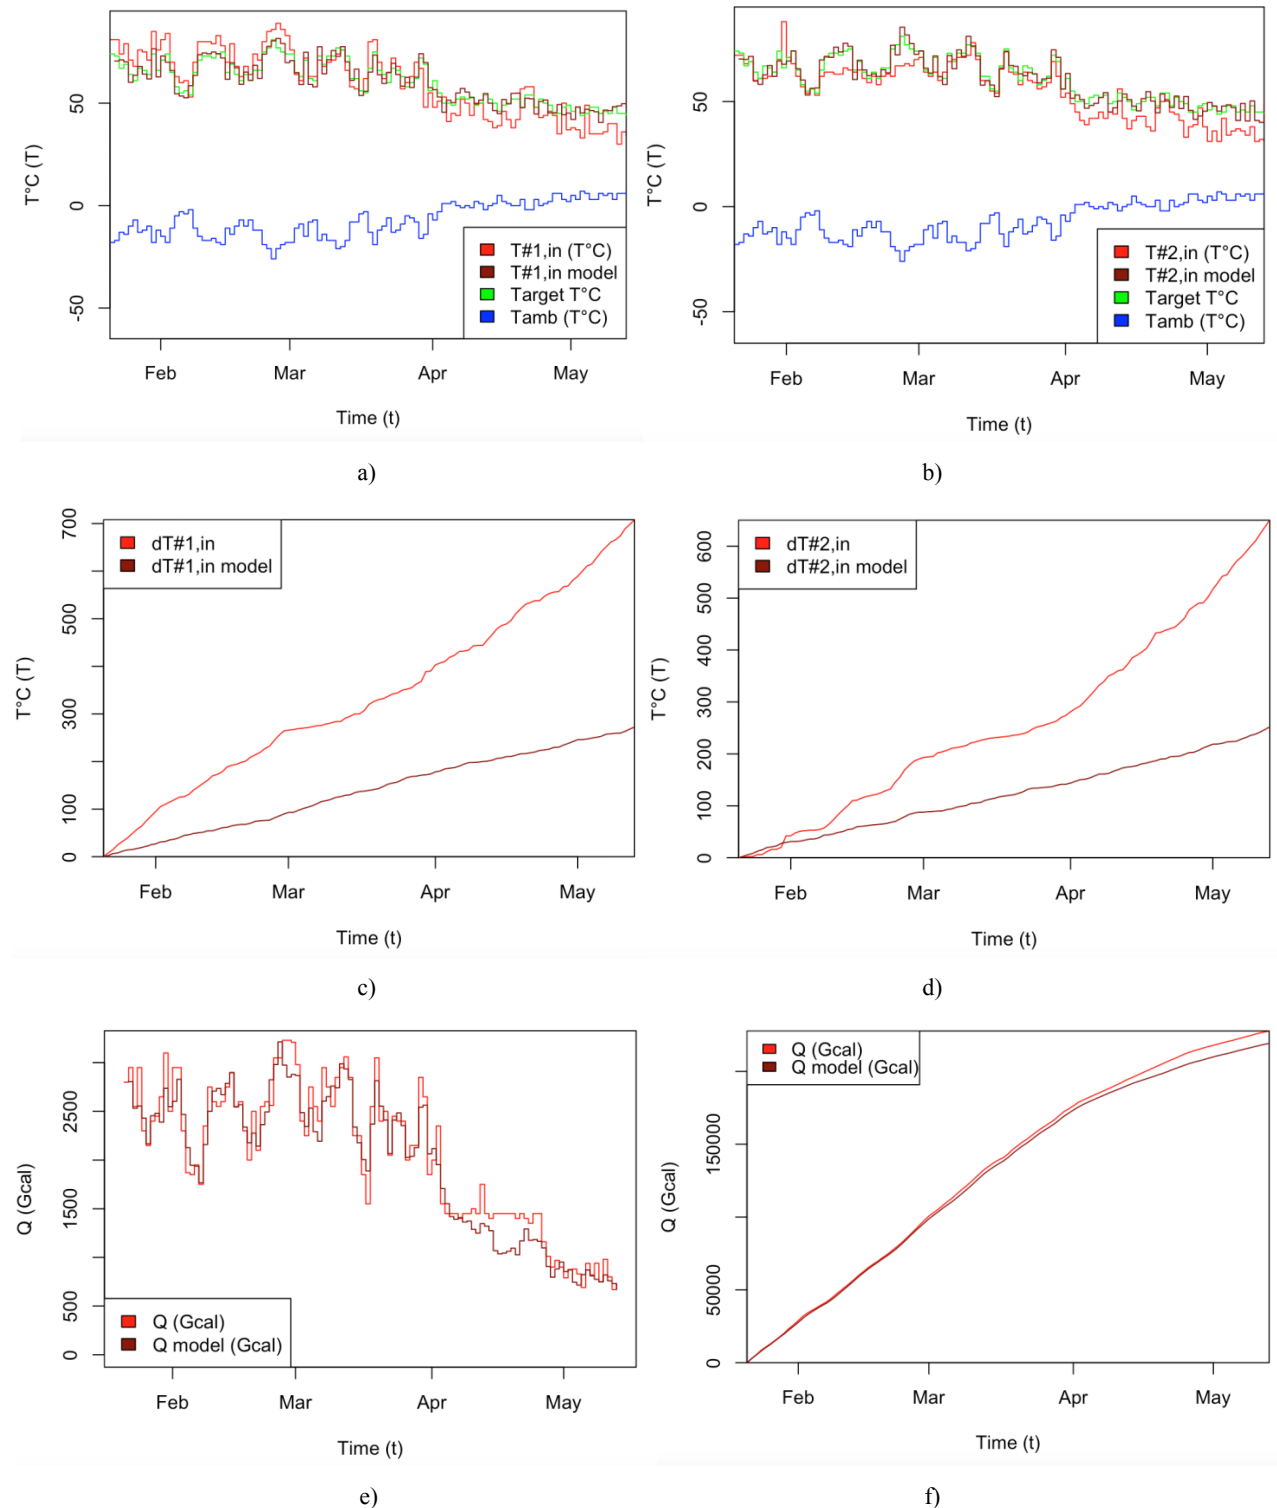 T°C (T)
50
0
-50
T#1,in (T°C)
T#1,in model
Target T°C
Tamb (T°C)
Feb
Mar
Apr
May
Time (t)
a)
T°C (T)
50
0
-50
T#2,in (T°C)
T#2,in model
Target T°C
Tamb (T°C)
Feb
Mar
Apr
May
Time (t)
b)
T°C (T)
700
500
300
100
0
dT#1,in
dT#1,in model
Feb
Mar
Apr
May
Time (t)
c)
T°C (T)
600
500
400
300
200
100
0
dT#2,in
dT#2,in model
Feb
Mar
Apr
May
Time (t)
d)
Q (Gcal)
2500
1500
500
0
Q (Gcal)
Q model (Gcal)
Feb
Mar
Apr
May
Time (t)
e)
Q (Gcal)
150000
50000
0
Q (Gcal)
Q model (Gcal)
Feb
Mar
Apr
May
Time (t)
f)